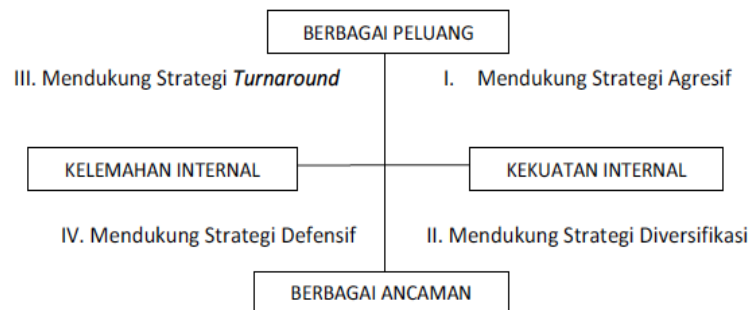 BERBAGAI PELUANG
III. Mendukung Strategi Turnaround
I. Mendukung Strategi Agresif
KELEMAHAN INTERNAL
KEKUATAN INTERNAL
IV. Mendukung Strategi Defensif
II. Mendukung Strategi Diversifikasi
BERBAGAI ANCAMAN